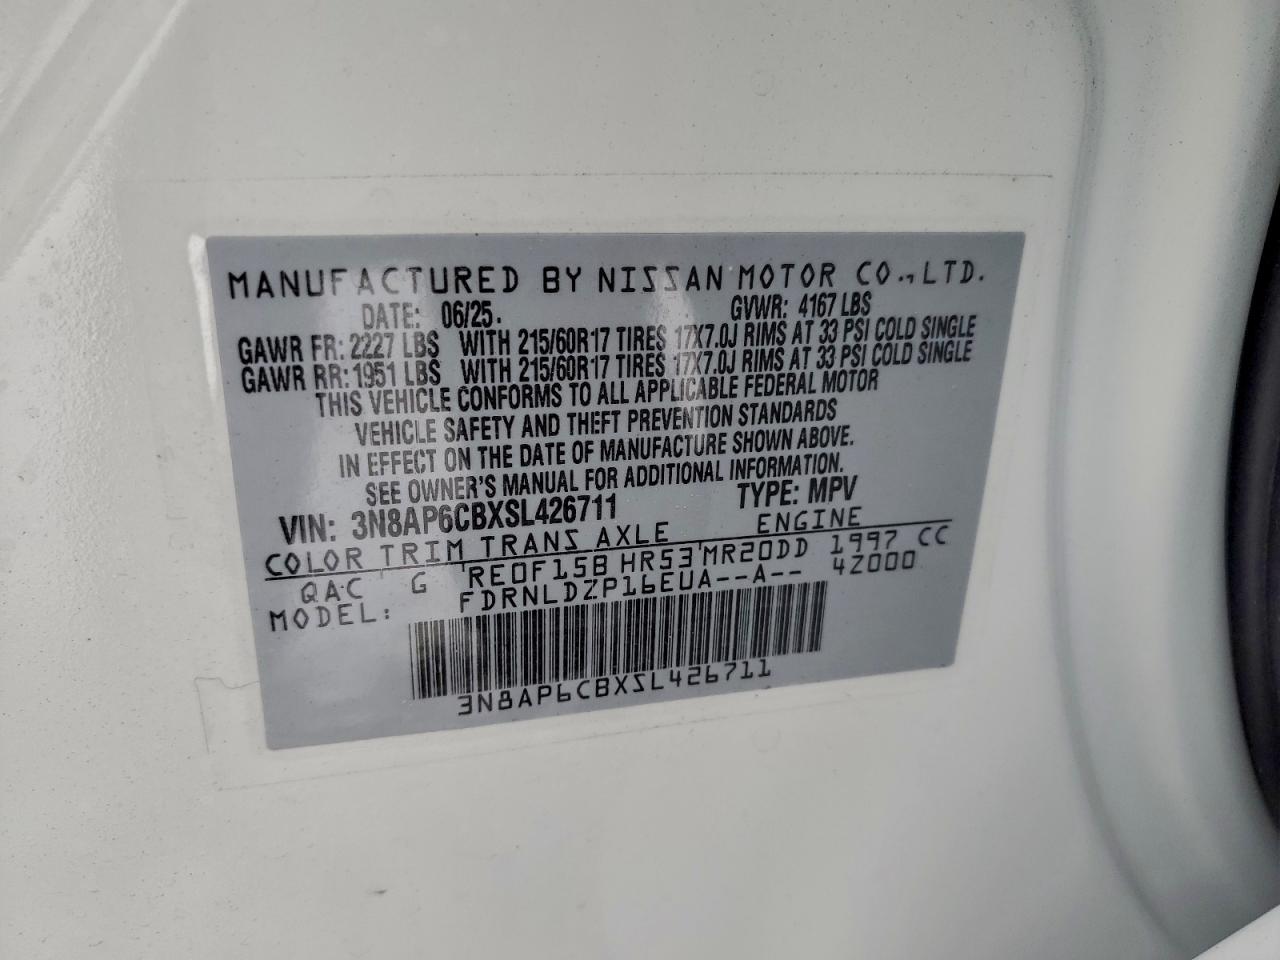 MANUFACTURED BY NISSAN MOTOR CO.,LTD.
DATE: 06/25. GVWR: 4167 LBS
GAWR FR: 2227 LBS WITH 215/60R17 TIRES 17X7.0J RIMS AT 33 PSI COLD SINGLE
GAWR RR: 1951 LBS WITH 215/60R17 TIRES 17X7.0J RIMS AT 33 PSI COLD SINGLE
THIS VEHICLE CONFORMS TO ALL APPLICABLE FEDERAL MOTOR
VEHICLE SAFETY AND THEFT PREVENTION STANDARDS
IN EFFECT ON THE DATE OF MANUFACTURE SHOWN ABOVE.
SEE OWNER'S MANUAL FOR ADDITIONAL INFORMATION.
VIN: 3N8AP6CBXSL426711 TYPE: MPV
COLOR TRIM TRANS AXLE ENGINE
QAC G RE0F15B HR53 MR20DD 1997 CC
MODEL: FDRNLDZP16EUA--A-- 42000
3N8AP6CBXSL426711